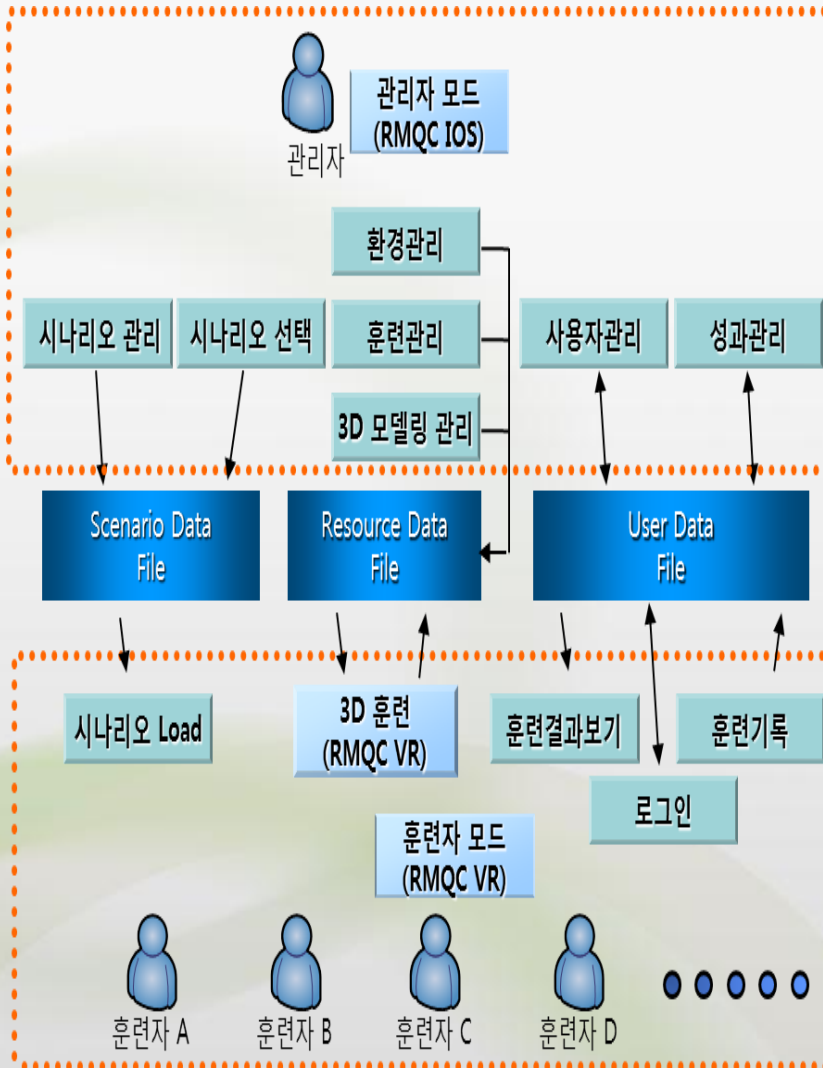 관리자 모드
(RMQC IOS)
관리자
환경관리
시나리오 관리
시나리오 선택
훈련관리
사용자관리
성과관리
3D 모델링 관리
Scenario Data
File
Resource Data
File
User Data
File
시나리오 Load
3D 훈련
(RMQC VR)
훈련결과보기
훈련기록
로그인
훈련자 모드
(RMQC VR)
훈련자 A
훈련자 B
훈련자 C
훈련자 D